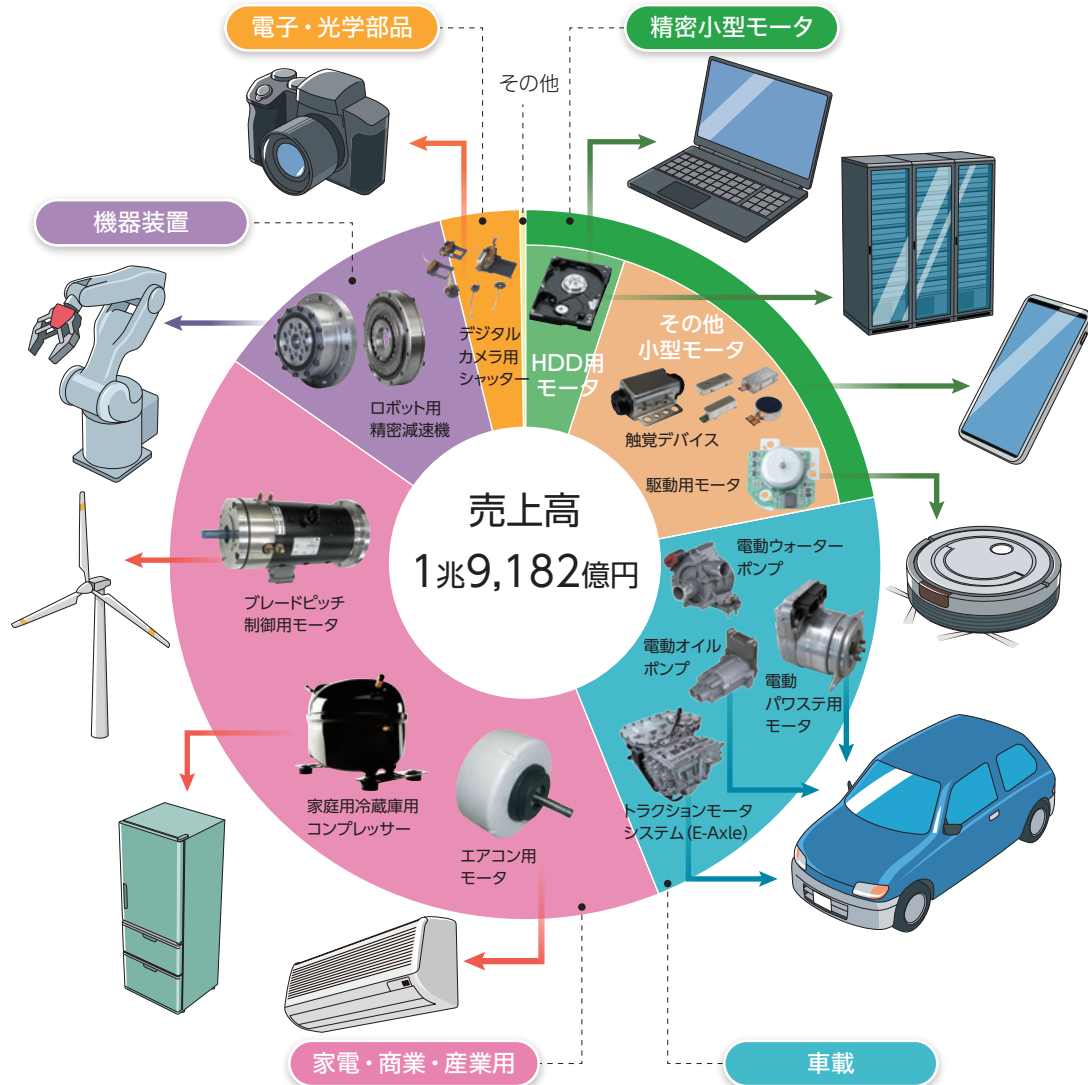 電子・光学部品
精密小型モータ
その他
機器装置
デジタル
カメラ用
シャッター
HDD用
モータ
その他
小型モータ
触覚デバイス
駆動用モータ
ロボット用
精密減速機
売上高
1兆9,182億円
ブレードピッチ
制御用モータ
電動ウォーター
ポンプ
電動オイル
ポンプ
電動
パワステ用
モータ
トラクションモータ
システム(E-Axle)
家庭用冷蔵庫用
コンプレッサー
エアコン用
モータ
家電・商業・産業用
車載